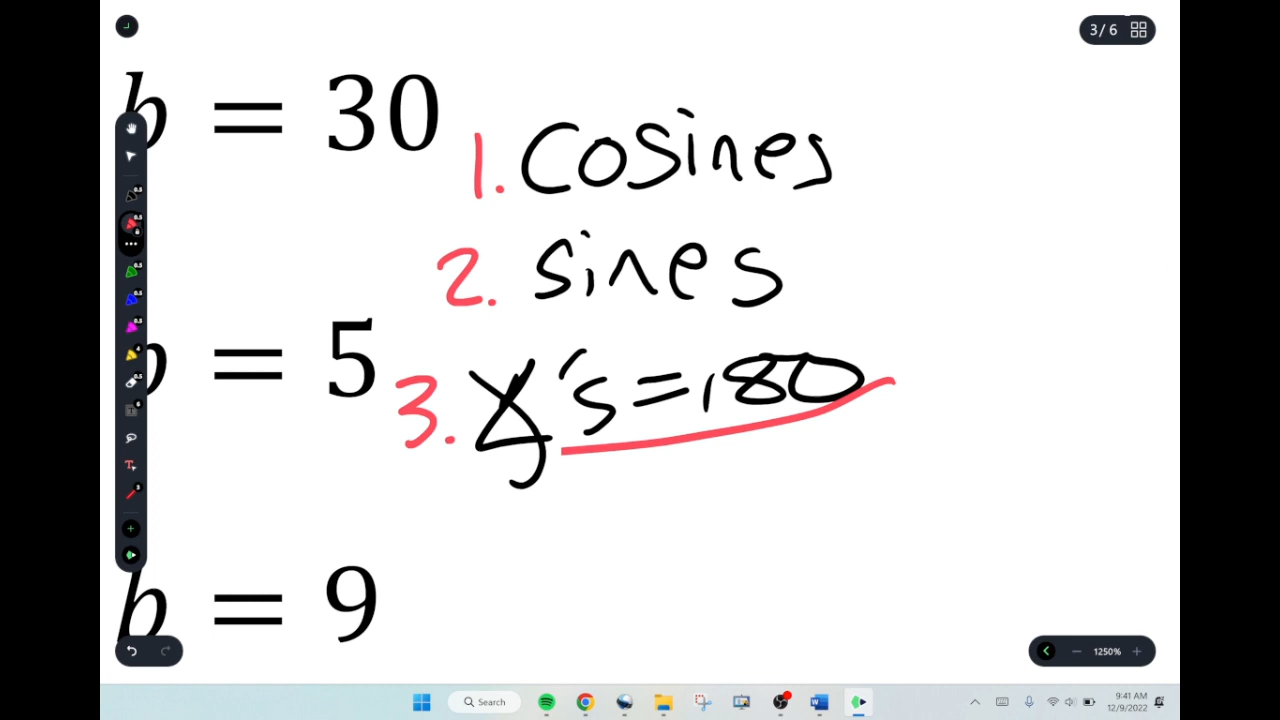 3/6
b = 30
1. Cosines
2. sines
b = 5
3. ∡'s = 180
b = 9
1250%
Search
9:41 AM
12/9/2022